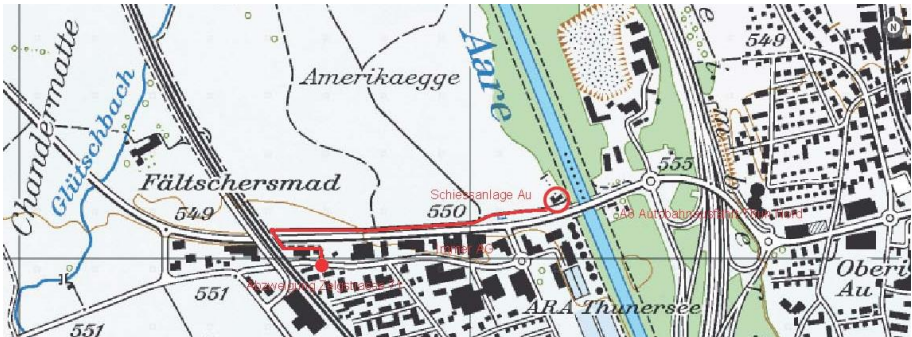 Chandermatte
Glütschbach
Fältschersmad
549
Amerikaegge
Aare
549
N
555
Schiessanlage Au
550
551
551
ARA Thunersee
Oberi
Au